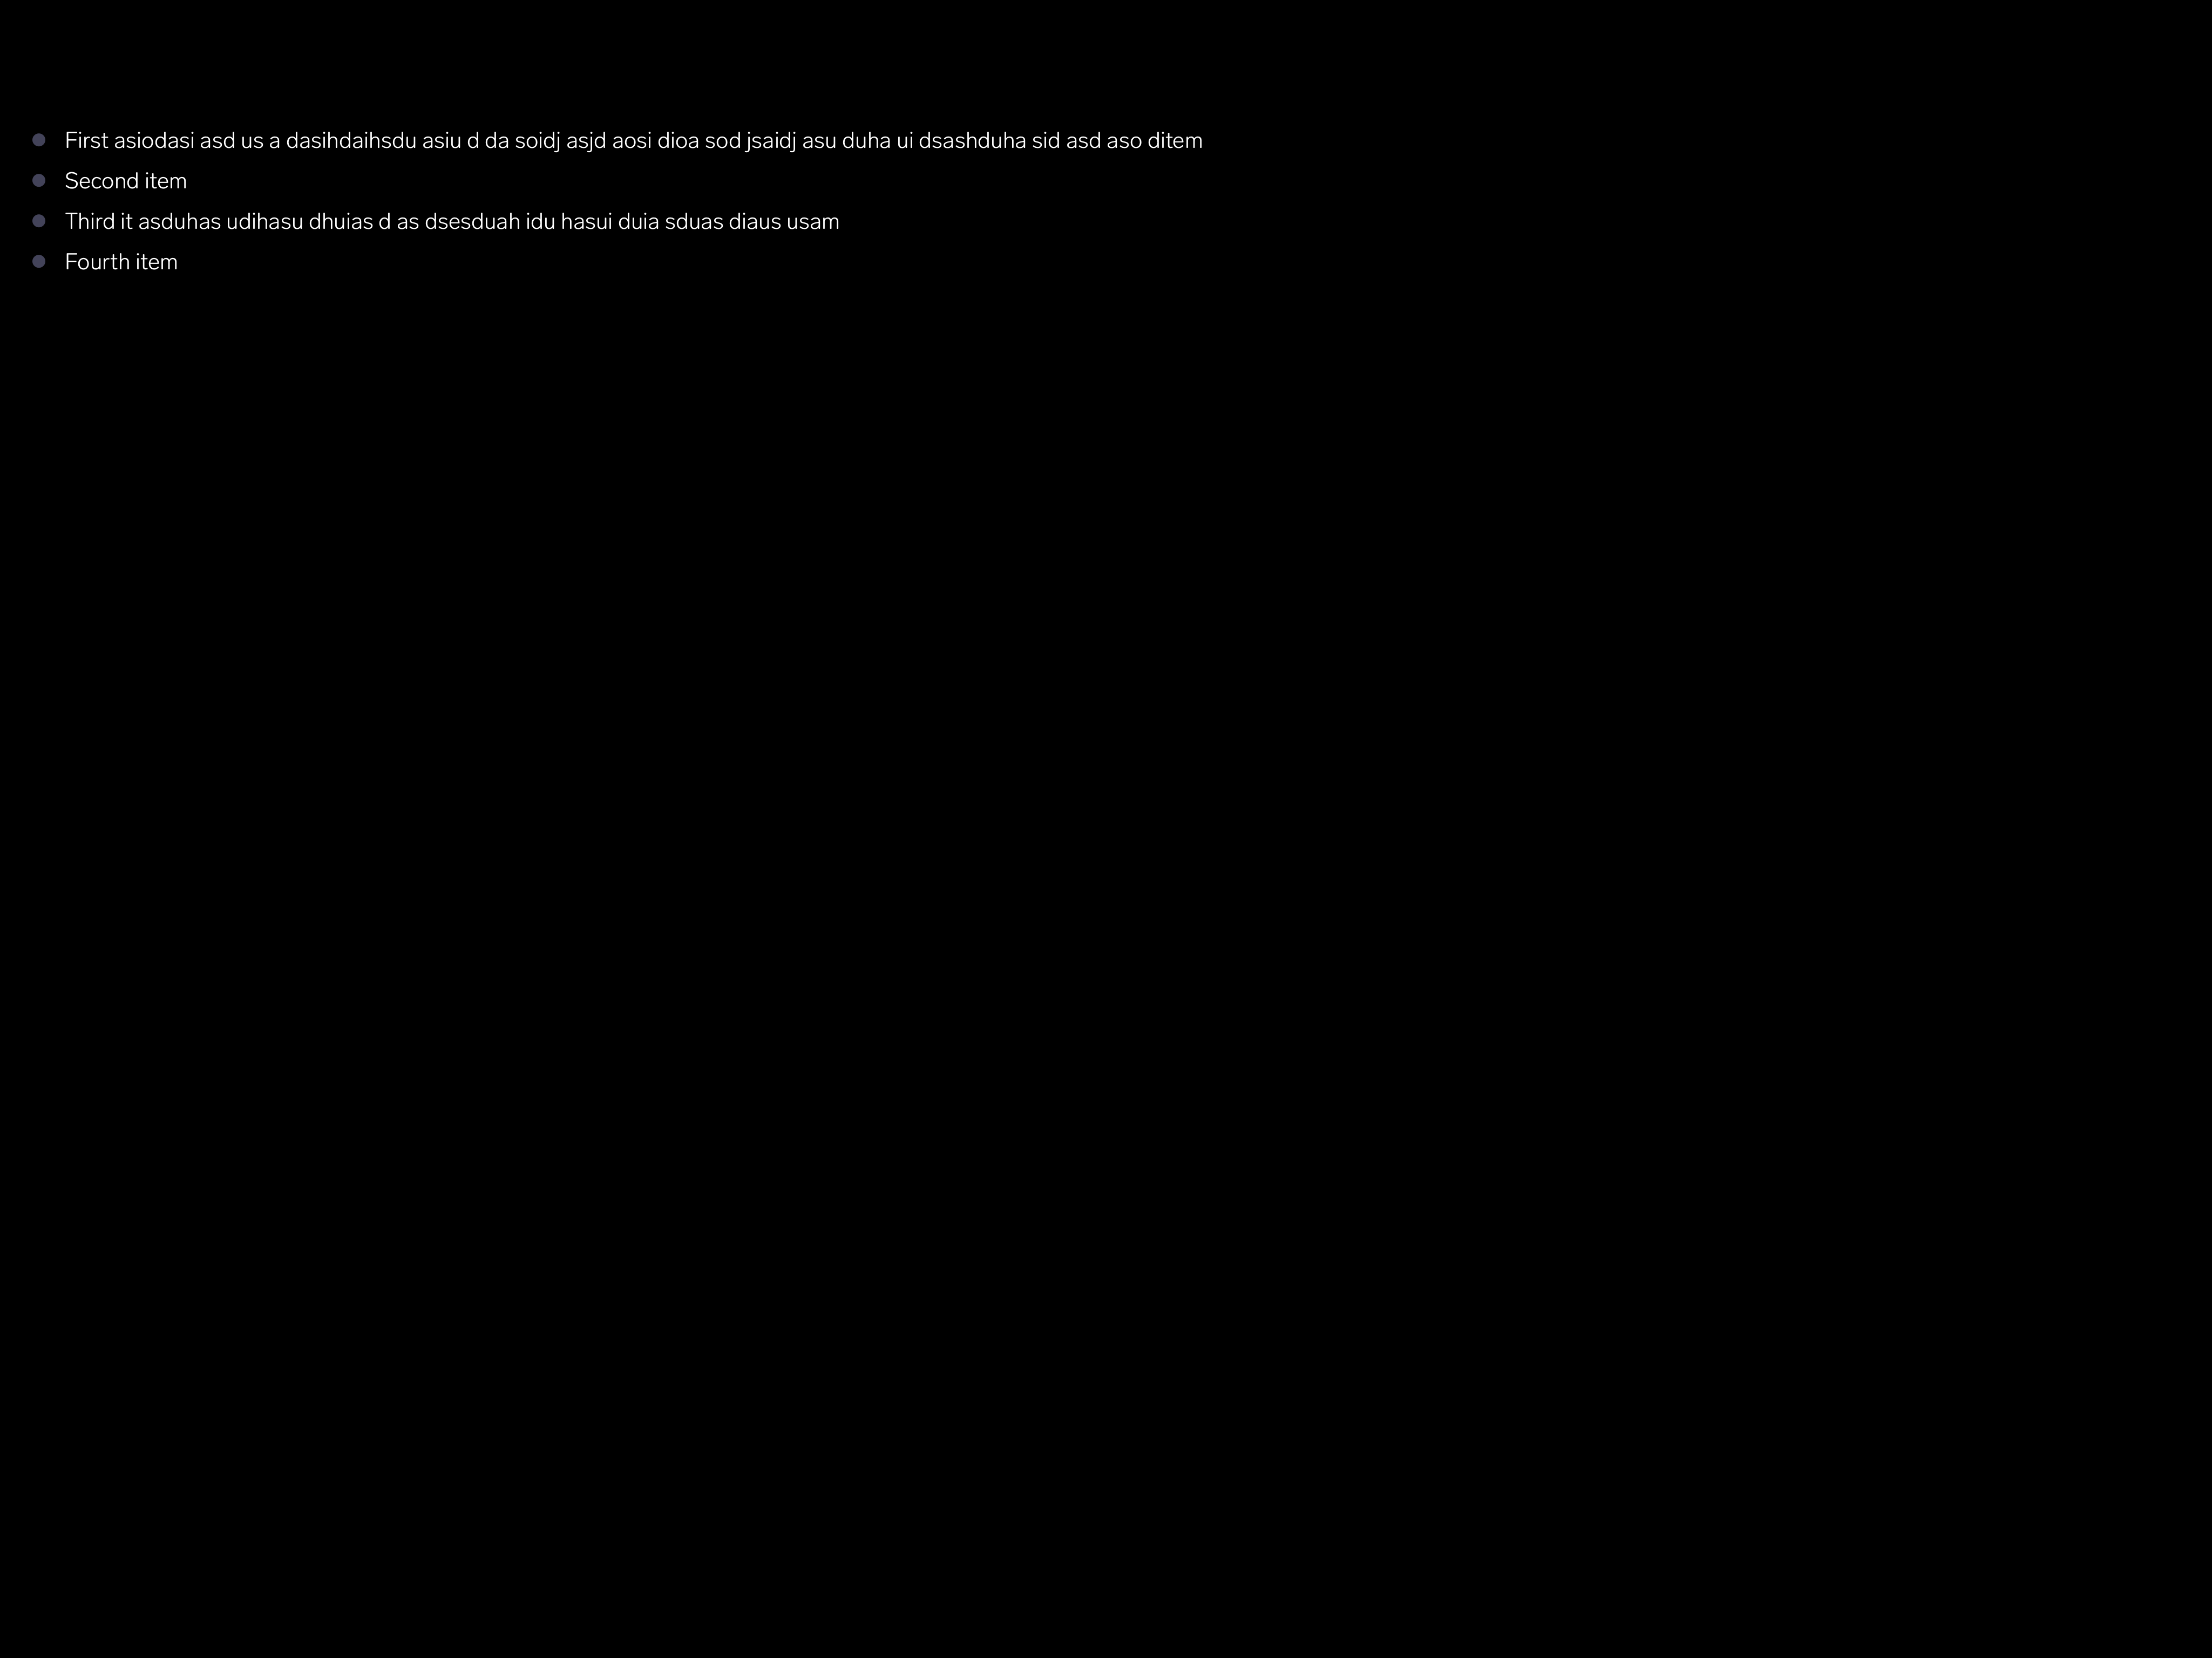 First asiodasi asd us a dasihdaihsdu asiu d da soidj asjd aosi dioa sod jsaidj asu duha ui dsashduha sid asd aso ditem
Second item
Third it asduhas udihasu dhuias d as dsesduah idu hasui duia sduas diaus usam
Fourth item